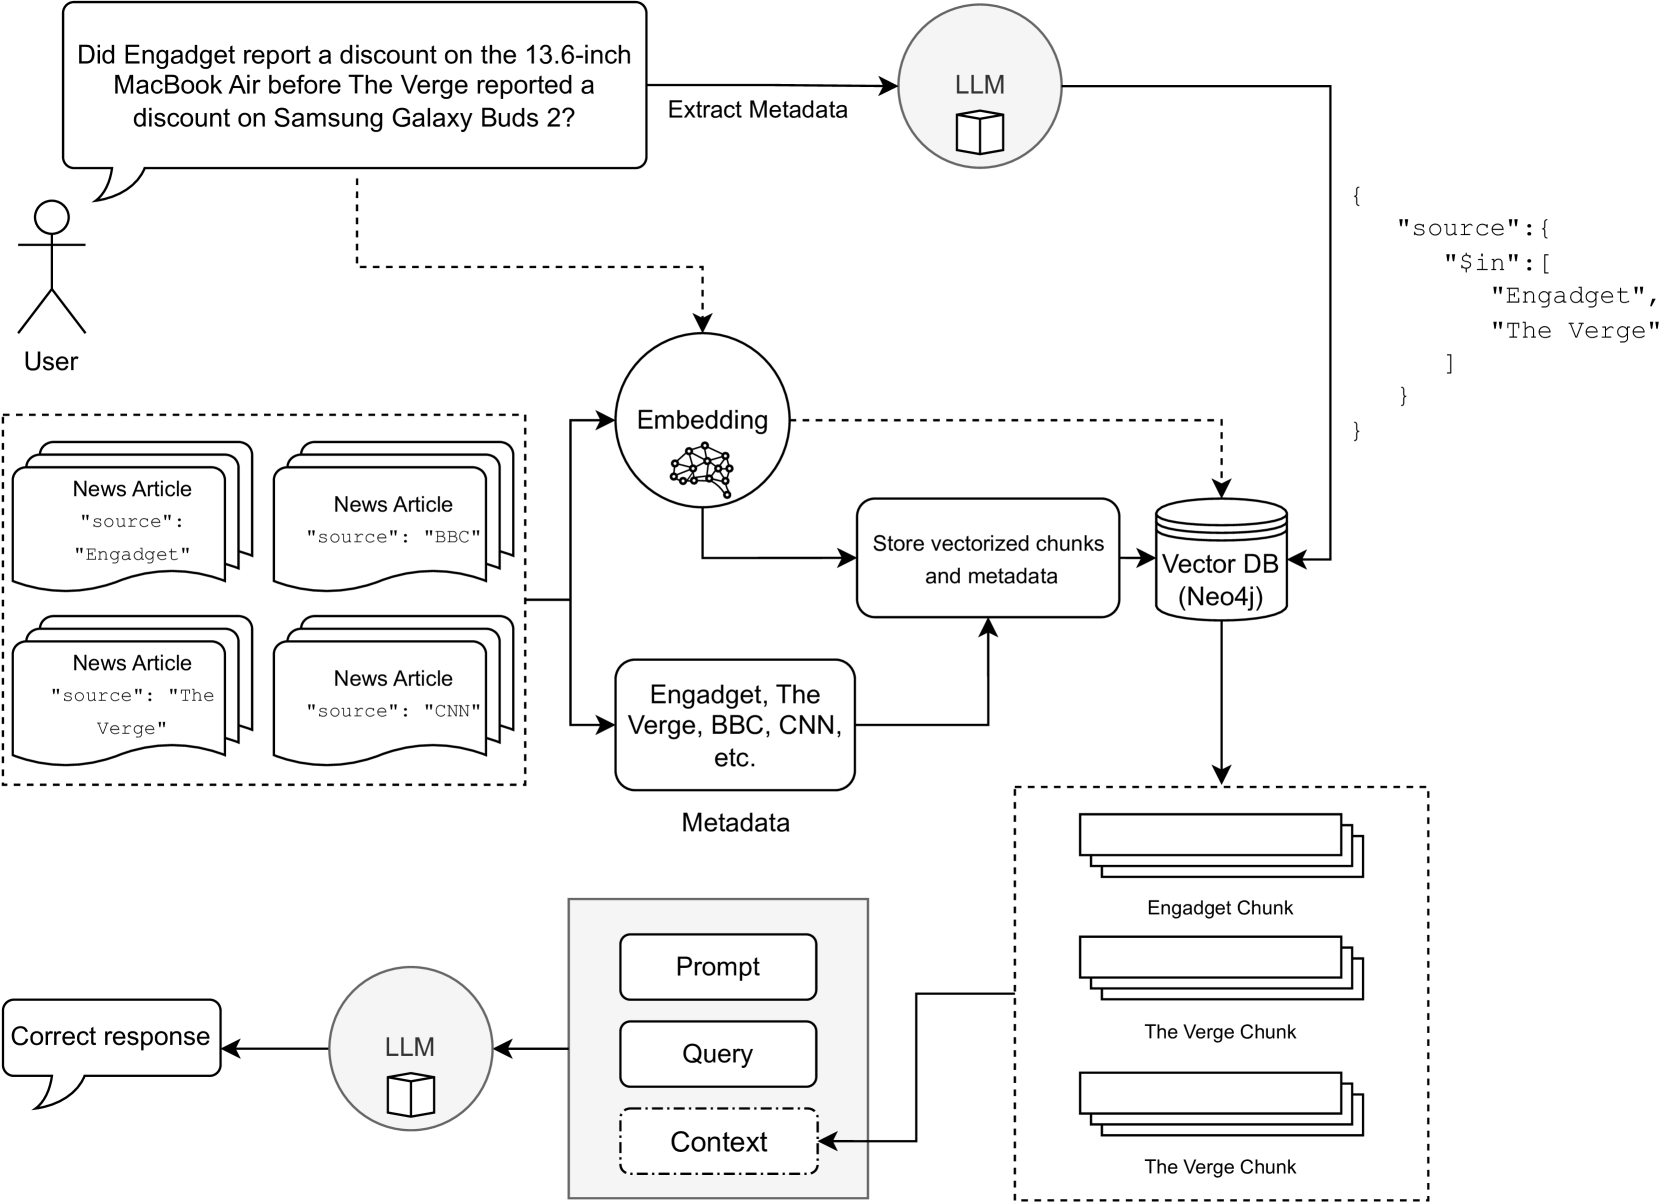 Did Engadget report a discount on the 13.6-inch
MacBook Air before The Verge reported a
discount on Samsung Galaxy Buds 2?
Extract Metadata
LLM
{
"source":{
"$in":[
"Engadget",
"The Verge"
]
}
}
User
Embedding
News Article
"source":
"Engadget"
News Article
"source": "BBC"
News Article
"source": "The
Verge"
News Article
"source": "CNN"
Store vectorized chunks
and metadata
Vector DB
(Neo4j)
Engadget, The
Verge, BBC, CNN,
etc.
Metadata
Engadget Chunk
The Verge Chunk
The Verge Chunk
Prompt
Query
Context
LLM
Correct response